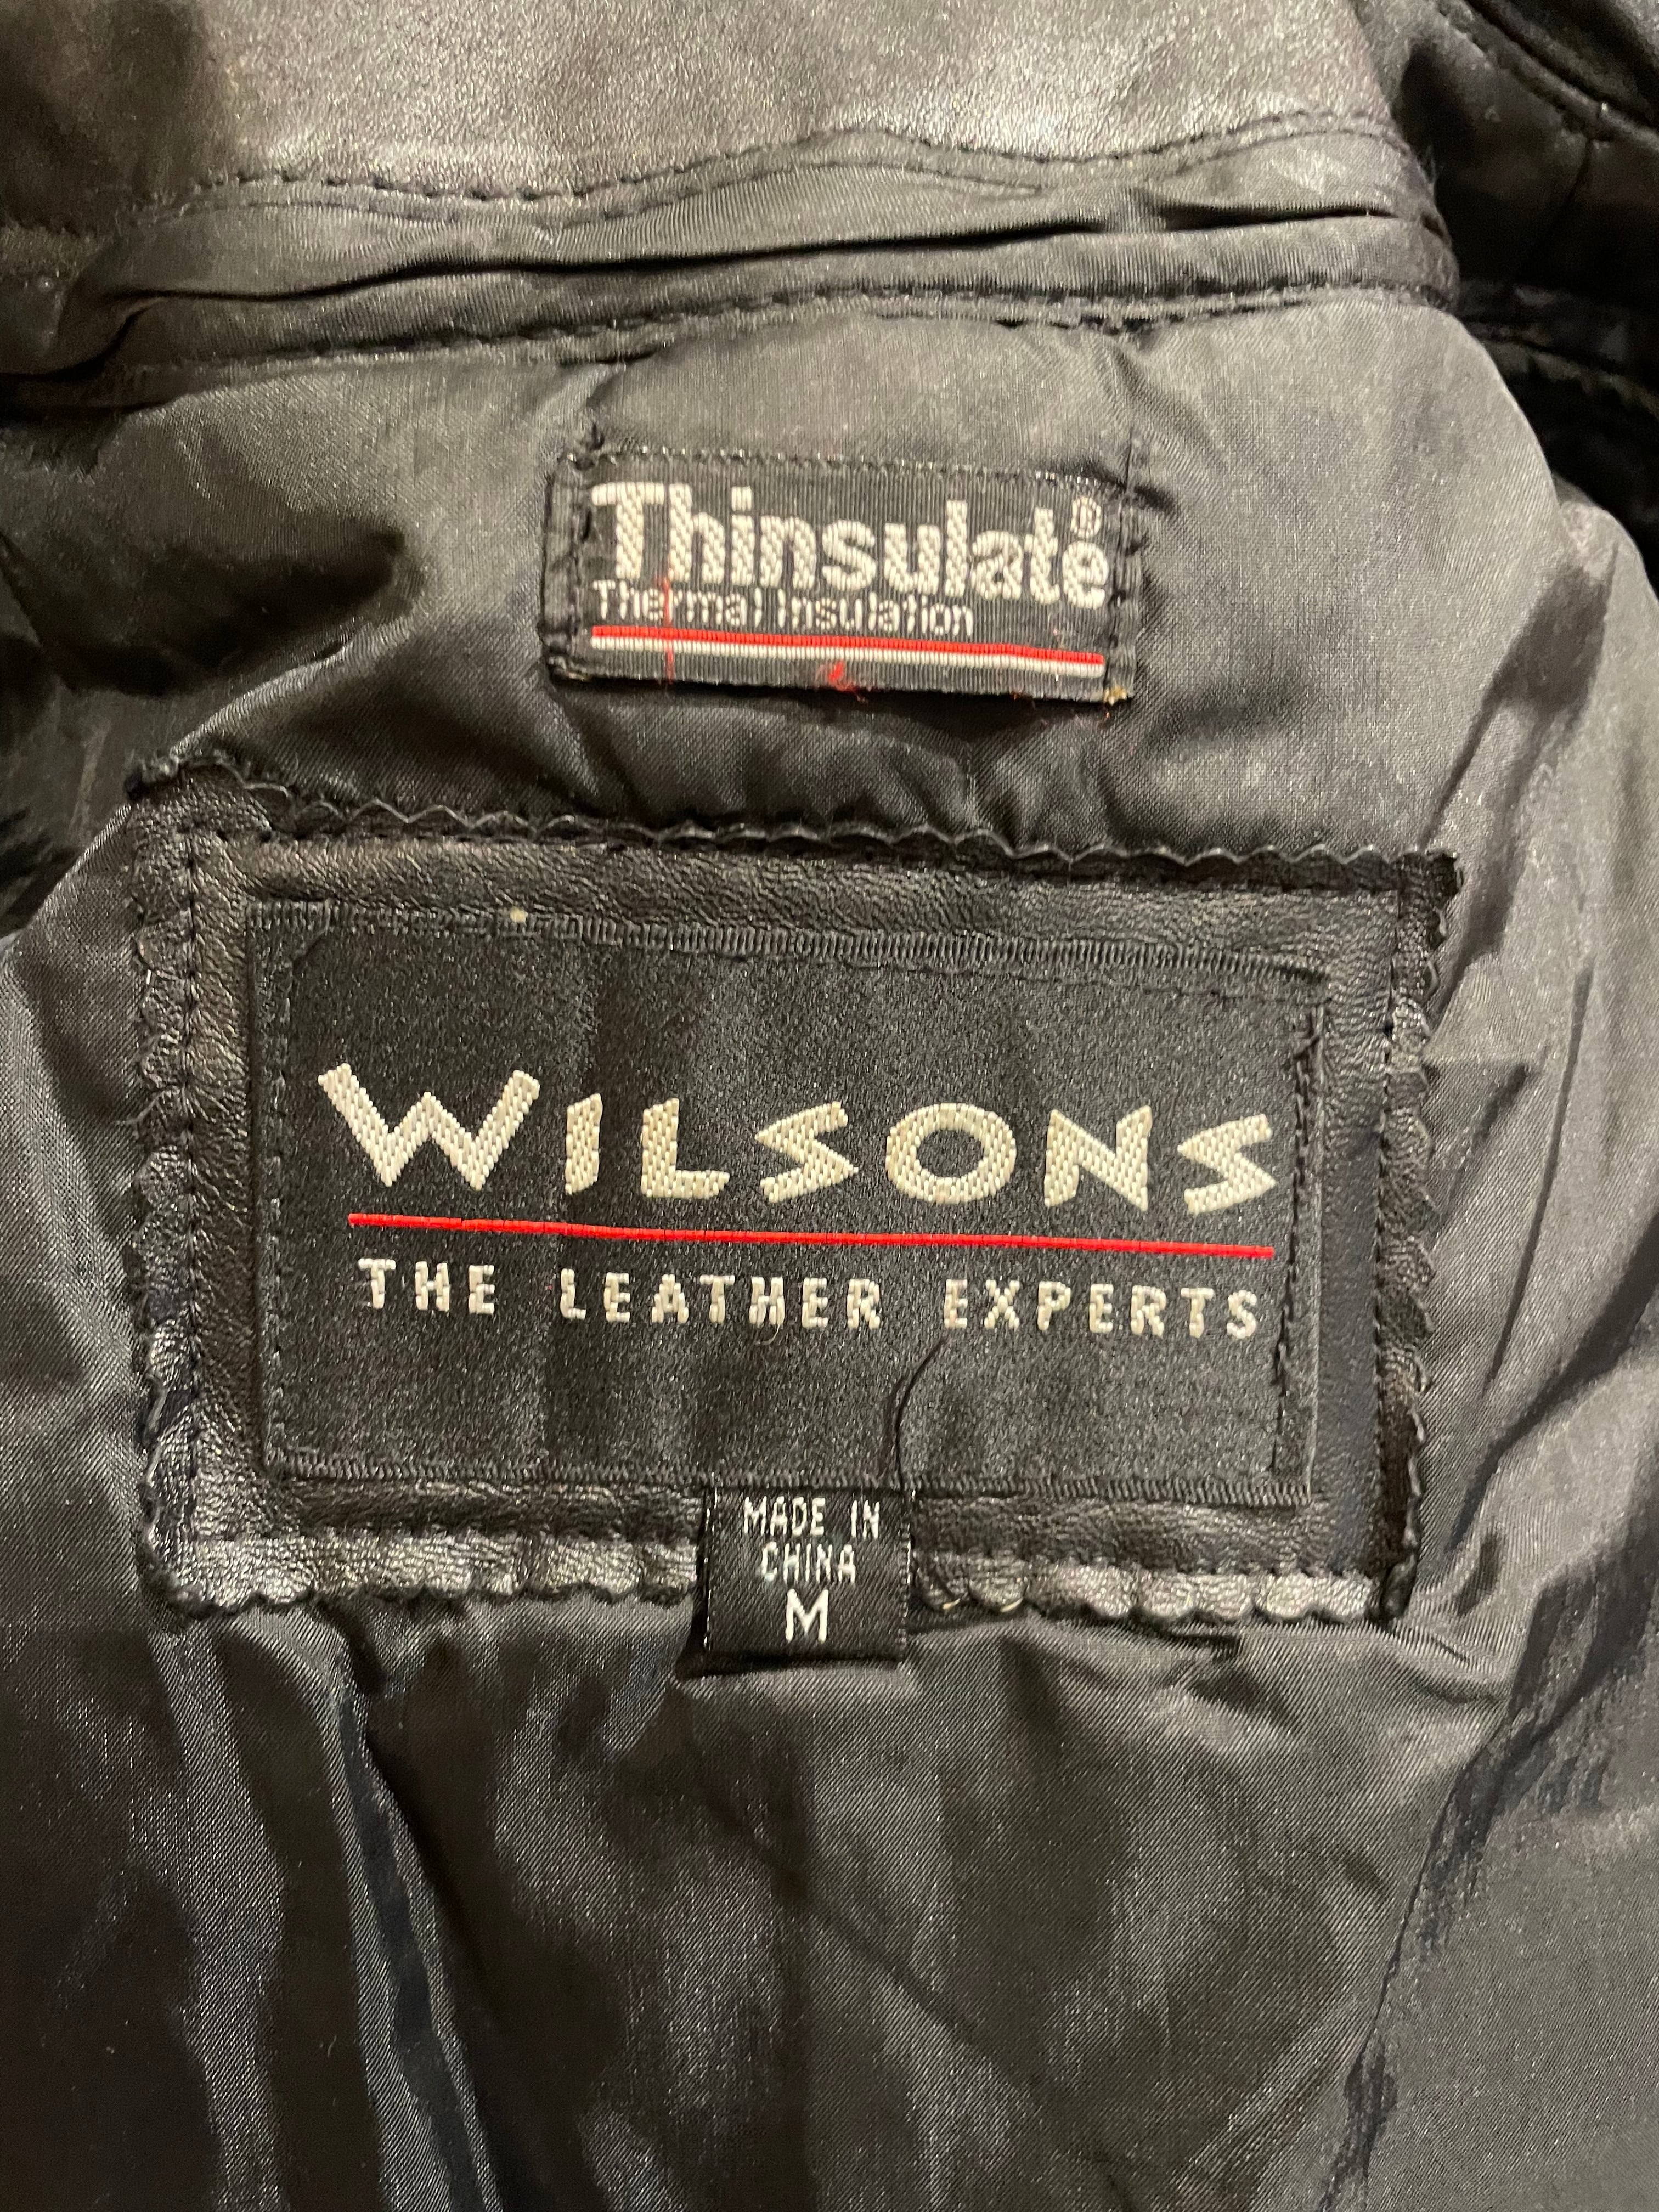 Thinsulate®
Thermal Insulation
WILSONS
THE LEATHER EXPERTS
MADE IN
CHINA
M